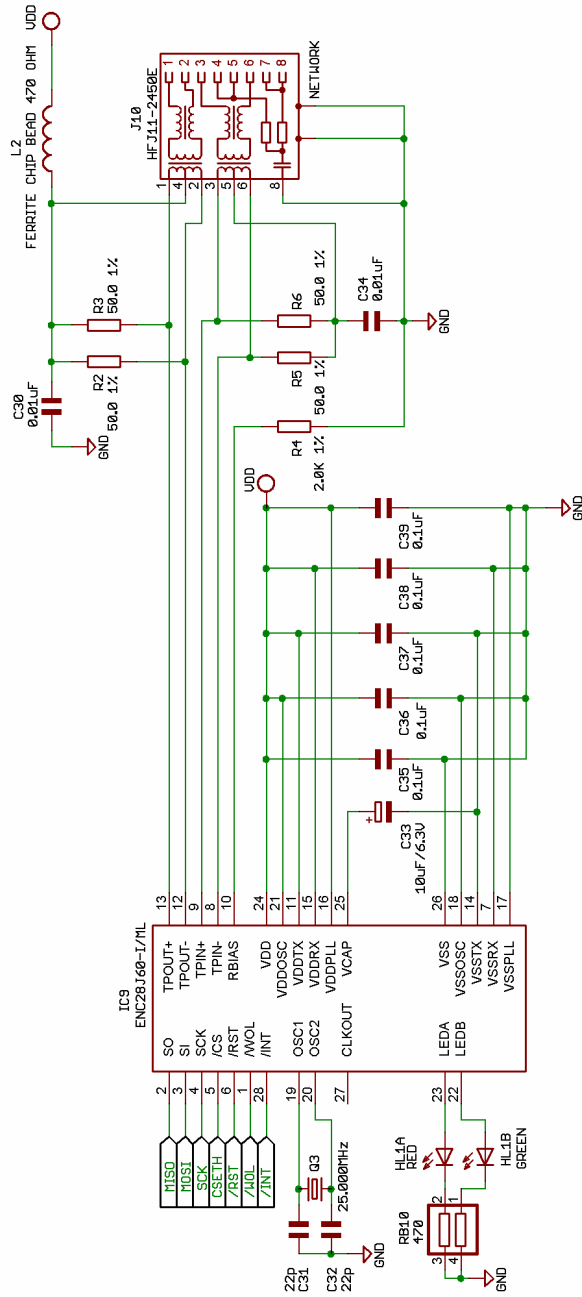 VDD
L2
FERRITE CHIP BEAD 470 OHM
J10
HFJ11-2450E
NETWORK
1
2
3
4
5
6
7
8
1
4
2
3
5
6
8
C30
0.01uF
GND
R3
50.0 1%
R2
50.0 1%
R6
50.0 1%
R5
50.0 1%
R4
2.0K 1%
C34
0.01uF
GND
VDD
C39
0.1uF
C38
0.1uF
C37
0.1uF
C36
0.1uF
C35
0.1uF
+
C33
10uF/6.3V
GND
IC9
ENC28J60-I/ML
13
12
9
8
10
24
21
11
15
16
25
26
18
14
7
17
TPOUT+
TPOUT-
TPIN+
TPIN-
RBIAS
VDD
VDDOSC
VDDTX
VDDRX
VDDPLL
VCAP
VSS
VSSOSC
VSSTX
VSSRX
VSSPLL
SO
SI
SCK
/CS
/RST
/WOL
/INT
OSC1
OSC2
CLKOUT
LEDA
LEDB
2
3
4
5
6
1
28
19
20
27
23
22
MISO
MOSI
SCK
CSETH
/RST
/WOL
/INT
Q3
25.000MHz
22p
C31
C32
22p
GND
HL1A
RED
HL1B
GREEN
RB10
470
2
1
3
4
GND